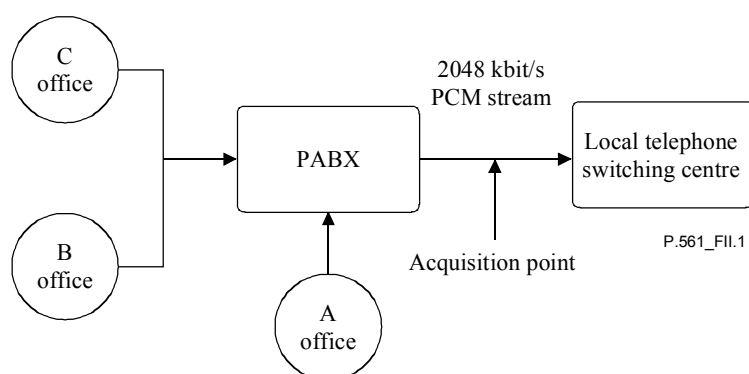 C
office
2048 kbit/s
PCM stream
PABX
Local telephone
switching centre
B
office
Acquisition point
P.561_FII.1
A
office